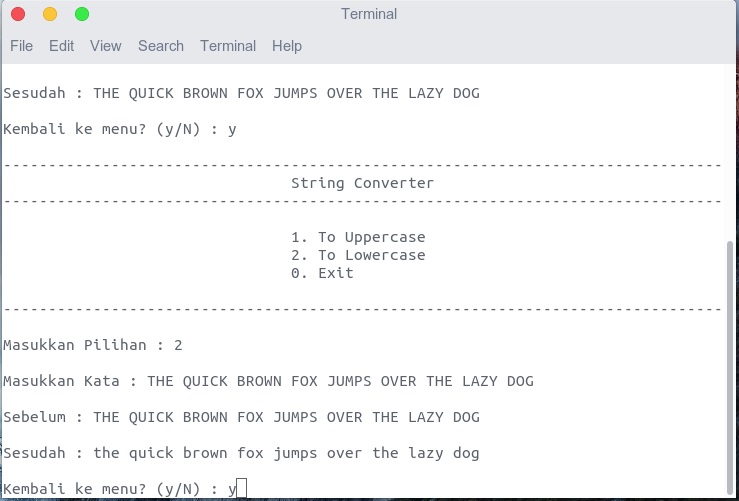 Terminal
File Edit View Search Terminal Help
Sesudah : THE QUICK BROWN FOX JUMPS OVER THE LAZY DOG
Kembali ke menu? (y/N) : y
--------------------------------------------------------------------------------
String Converter
--------------------------------------------------------------------------------
1. To Uppercase
2. To Lowercase
0. Exit
--------------------------------------------------------------------------------
Masukkan Pilihan : 2
Masukkan Kata : THE QUICK BROWN FOX JUMPS OVER THE LAZY DOG
Sebelum : THE QUICK BROWN FOX JUMPS OVER THE LAZY DOG
Sesudah : the quick brown fox jumps over the lazy dog
Kembali ke menu? (y/N) : y